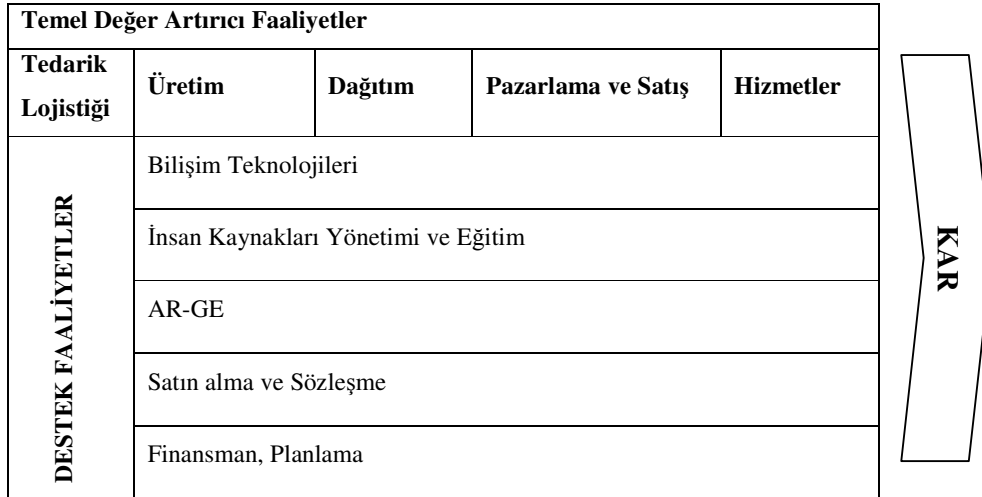 Temel Değer Artırıcı Faaliyetler
Tedarik
Lojistiği
Üretim
Dağıtım
Pazarlama ve Satış
Hizmetler
DESTEK FAALİYETLER
Bilişim Teknolojileri
İnsan Kaynakları Yönetimi ve Eğitim
AR-GE
Satın alma ve Sözleşme
Finansman, Planlama
KAR